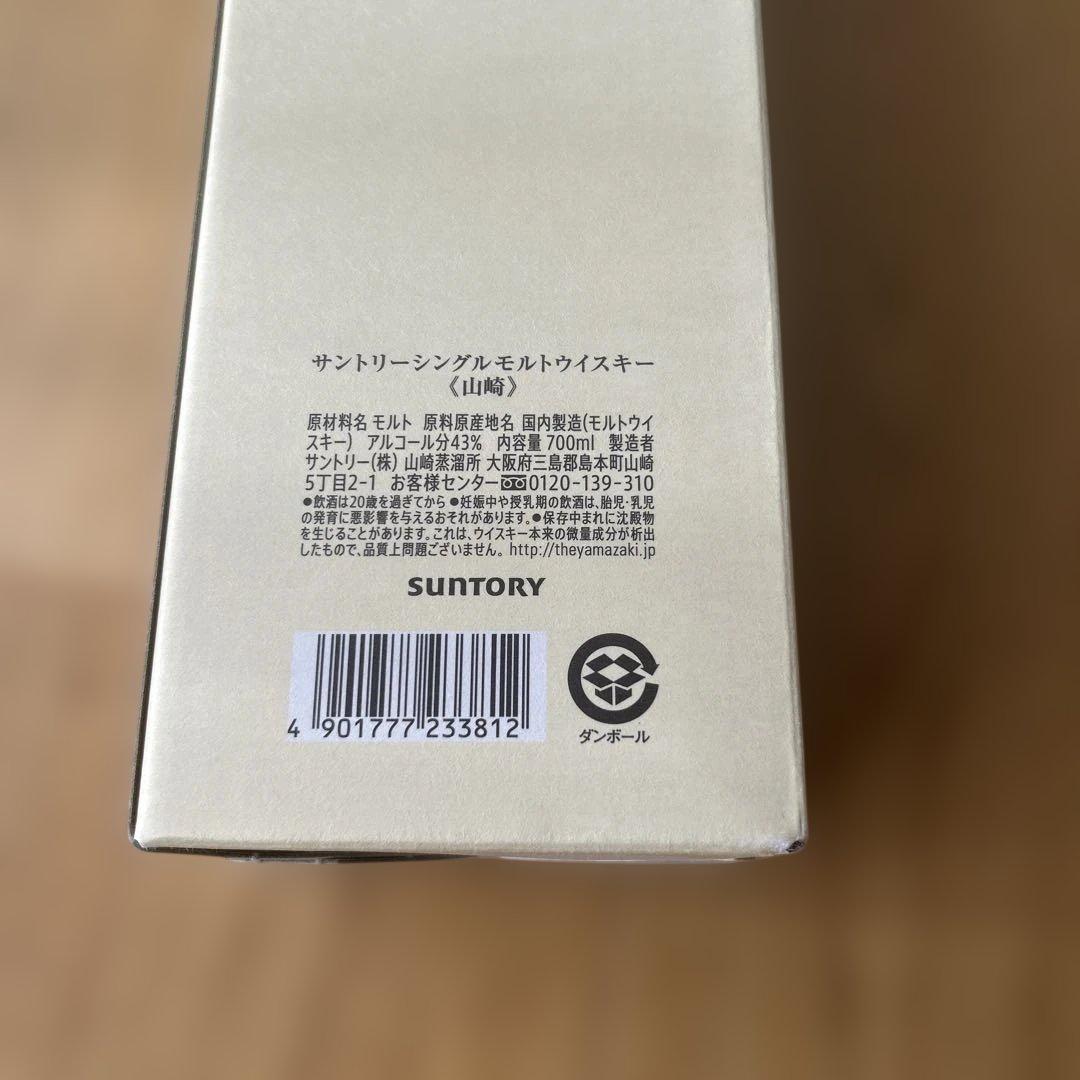 サントリーシングルモルトウイスキー
《山崎》
原材料名 モルト 原料原産地名 国内製造(モルトウイ
スキー) アルコール分43% 内容量 700ml 製造者
サントリー(株) 山崎蒸溜所 大阪府三島郡島本町山崎
5丁目2-1 お客様センター 0120-139-310
●飲酒は20歳を過ぎてから ●妊娠中や授乳期の飲酒は、胎児・乳児
の発育に悪影響を与えるおそれがあります。●保存中まれに沈殿物
を生じることがあります。これは、ウイスキー本来の微量成分が析出
したもので、品質上問題ございません。 http://theyamazaki.jp
SUNTORY
4 901777 233812
ダンボール